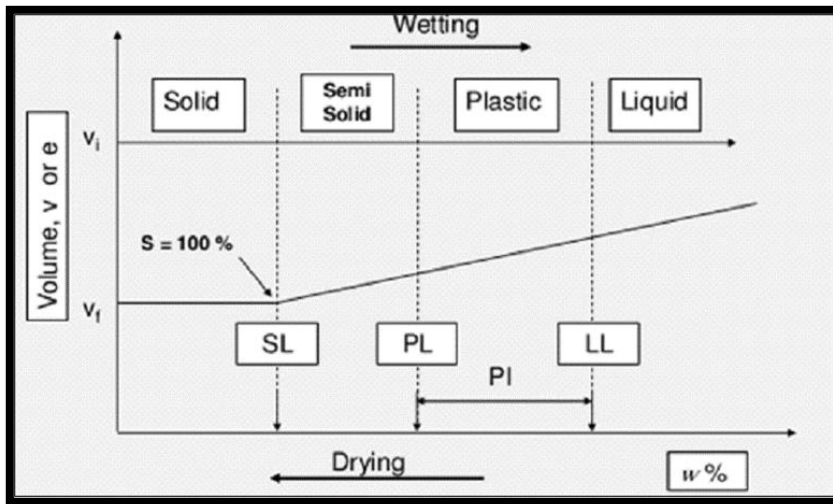 Wetting
Solid
Semi
Solid
Plastic
Liquid
Volume, v or e
vi
S = 100 %
vf
SL
PL
LL
PI
Drying
w %